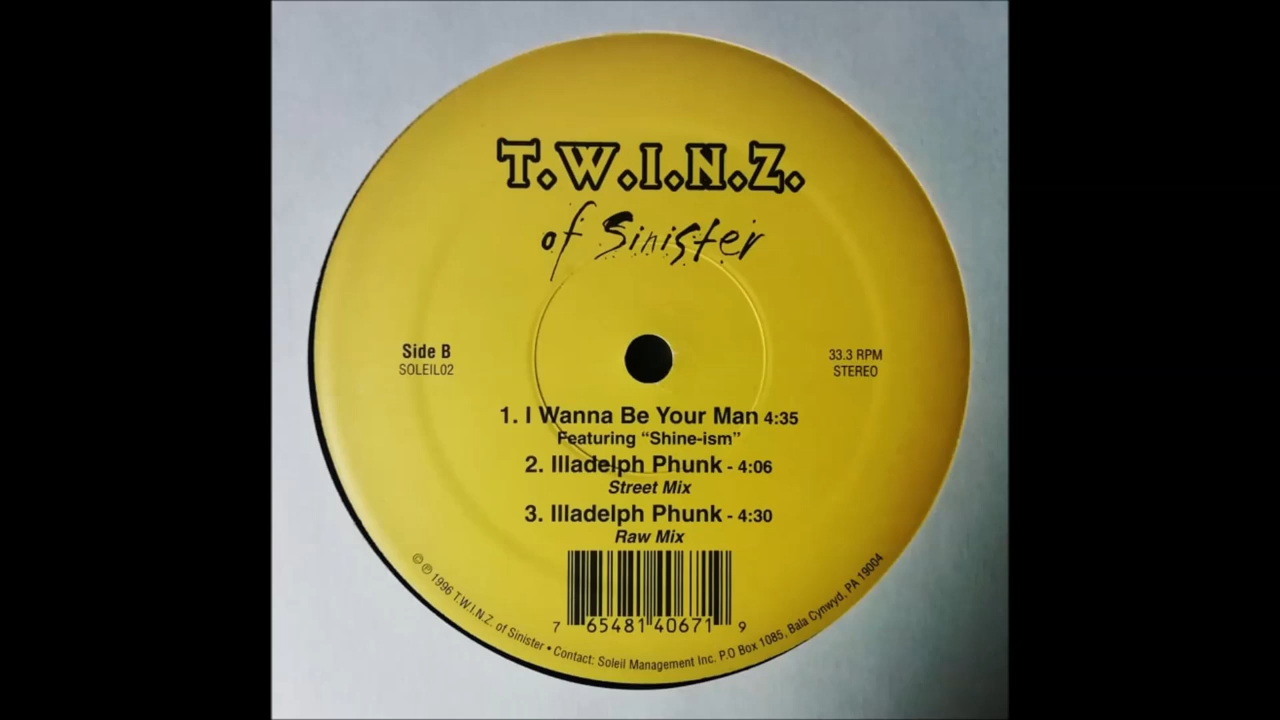 T.W.I.N.Z.
of Sinister
Side B
SOLEIL02
33.3 RPM
STEREO
1. I Wanna Be Your Man 4:35
Featuring “Shine-ism”
2. Illadelph Phunk - 4:06
Street Mix
3. Illadelph Phunk - 4:30
Raw Mix
7 65481 40671 9
© ℗ 1996 T.W.I.N.Z. of Sinister • Contact: Soleil Management Inc. P.O Box 1085, Bala Cynwyd, PA 19004